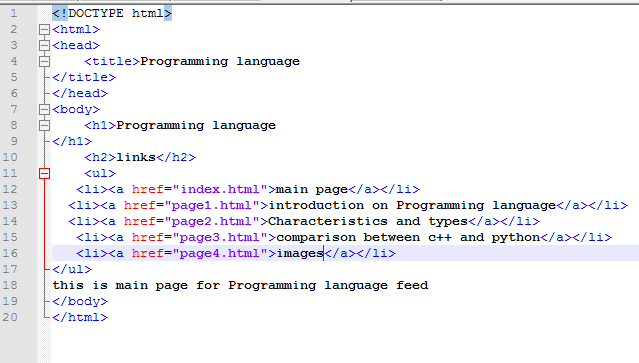 1 <!DOCTYPE html>
2 <html>
3 <head>
4 <title>Programming language
5 </title>
6 </head>
7 <body>
8 <h1>Programming language
9 </h1>
10 <h2>links</h2>
11 <ul>
12 <li><a href="index.html">main page</a></li>
13 <li><a href="page1.html">introduction on Programming language</a></li>
14 <li><a href="page2.html">Characteristics and types</a></li>
15 <li><a href="page3.html">comparison between c++ and python</a></li>
16 <li><a href="page4.html">images</a></li>
17 </ul>
18 this is main page for Programming language feed
19 </body>
20 </html>